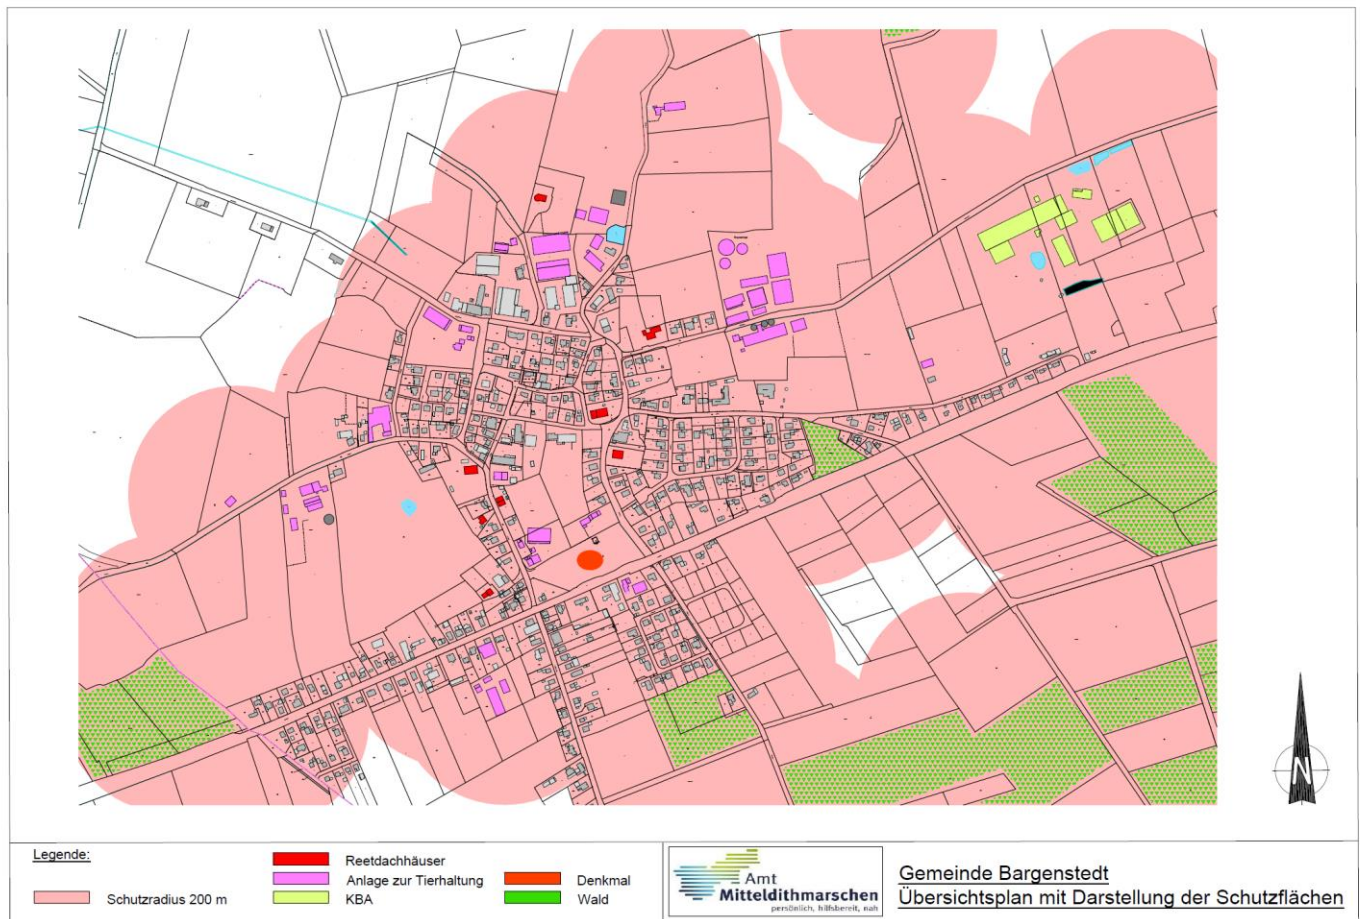 N
Legende:
Schutzradius 200 m
Reetdachhäuser
Anlage zur Tierhaltung
KBA
Denkmal
Wald
Amt
Mitteldithmarschen
persönlich, hilfsbereit, nah
Gemeinde Bargenstedt
Übersichtsplan mit Darstellung der Schutzflächen